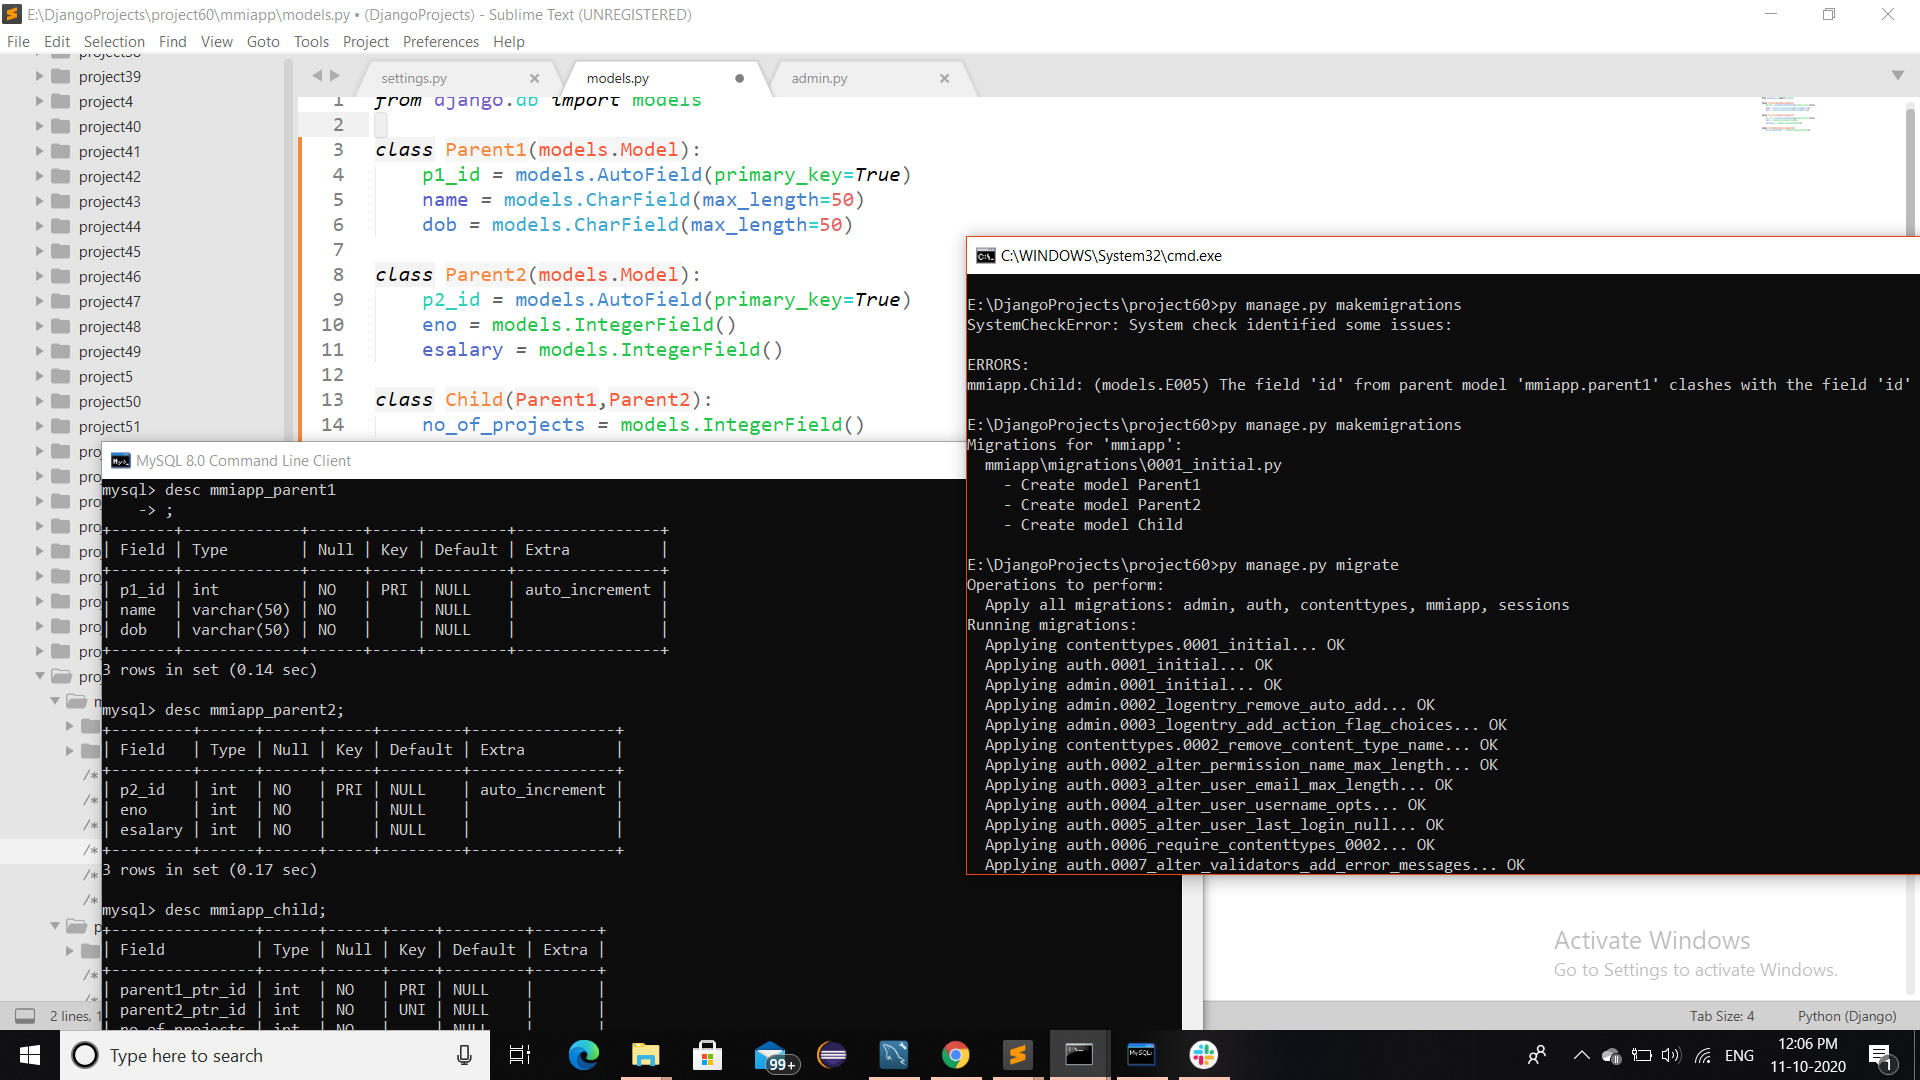 E:\DjangoProjects\project60\mmiapp\models.py • (DjangoProjects) - Sublime Text (UNREGISTERED)
File Edit Selection Find View Goto Tools Project Preferences Help
project39
project4
project40
project41
project42
project43
project44
project45
project46
project47
project48
project49
project5
project50
project51
settings.py
models.py
admin.py
1 from django.db import models
2
3 class Parent1(models.Model):
4 p1_id = models.AutoField(primary_key=True)
5 name = models.CharField(max_length=50)
6 dob = models.CharField(max_length=50)
7
8 class Parent2(models.Model):
9 p2_id = models.AutoField(primary_key=True)
10 eno = models.IntegerField()
11 esalary = models.IntegerField()
12
13 class Child(Parent1,Parent2):
14 no_of_projects = models.IntegerField()
MySQL 8.0 Command Line Client
mysql> desc mmiapp_parent1
-> ;
+-------+-------------+------+-----+---------+----------------+
| Field | Type | Null | Key | Default | Extra |
+-------+-------------+------+-----+---------+----------------+
| p1_id | int | NO | PRI | NULL | auto_increment |
| name | varchar(50) | NO | | NULL | |
| dob | varchar(50) | NO | | NULL | |
+-------+-------------+------+-----+---------+----------------+
3 rows in set (0.14 sec)
mysql> desc mmiapp_parent2;
+---------+------+------+-----+---------+----------------+
| Field | Type | Null | Key | Default | Extra |
+---------+------+------+-----+---------+----------------+
| p2_id | int | NO | PRI | NULL | auto_increment |
| eno | int | NO | | NULL | |
| esalary | int | NO | | NULL | |
+---------+------+------+-----+---------+----------------+
3 rows in set (0.17 sec)
mysql> desc mmiapp_child;
+----------------+------+------+-----+---------+-------+
| Field | Type | Null | Key | Default | Extra |
+----------------+------+------+-----+---------+-------+
| parent1_ptr_id | int | NO | PRI | NULL | |
| parent2_ptr_id | int | NO | UNI | NULL | |
| no_of_projects | int | NO | | NULL | |
C:\WINDOWS\System32\cmd.exe
E:\DjangoProjects\project60>py manage.py makemigrations
SystemCheckError: System check identified some issues:
ERRORS:
mmiapp.Child: (models.E005) The field 'id' from parent model 'mmiapp.parent1' clashes with the field 'id'
E:\DjangoProjects\project60>py manage.py makemigrations
Migrations for 'mmiapp':
mmiapp\migrations\0001_initial.py
- Create model Parent1
- Create model Parent2
- Create model Child
E:\DjangoProjects\project60>py manage.py migrate
Operations to perform:
Apply all migrations: admin, auth, contenttypes, mmiapp, sessions
Running migrations:
Applying contenttypes.0001_initial... OK
Applying auth.0001_initial... OK
Applying admin.0001_initial... OK
Applying admin.0002_logentry_remove_auto_add... OK
Applying admin.0003_logentry_add_action_flag_choices... OK
Applying contenttypes.0002_remove_content_type_name... OK
Applying auth.0002_alter_permission_name_max_length... OK
Applying auth.0003_alter_user_email_max_length... OK
Applying auth.0004_alter_user_username_opts... OK
Applying auth.0005_alter_user_last_login_null... OK
Applying auth.0006_require_contenttypes_0002... OK
Applying auth.0007_alter_validators_add_error_messages... OK
Activate Windows
Go to Settings to activate Windows.
2 lines, 1
Tab Size: 4
Python (Django)
Type here to search
99+
MySQL
ENG
12:06 PM
11-10-2020
1